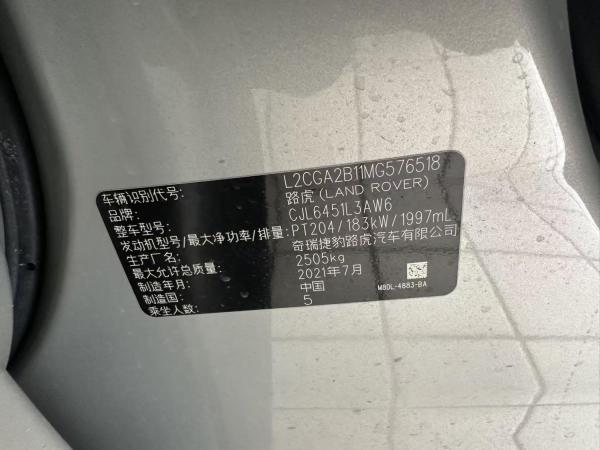 车辆识别代号: L2CGA2B11MG576518
品牌: 路虎(LAND ROVER)
整车型号: CJL6451L3AW6
发动机型号/最大净功率/排量: PT204/183kW/1997mL
生产厂名: 奇瑞捷豹路虎汽车有限公司
最大允许总质量: 2505kg
制造年月: 2021年7月
制造国: 中国
乘坐人数: 5
M8DL-4883-BA